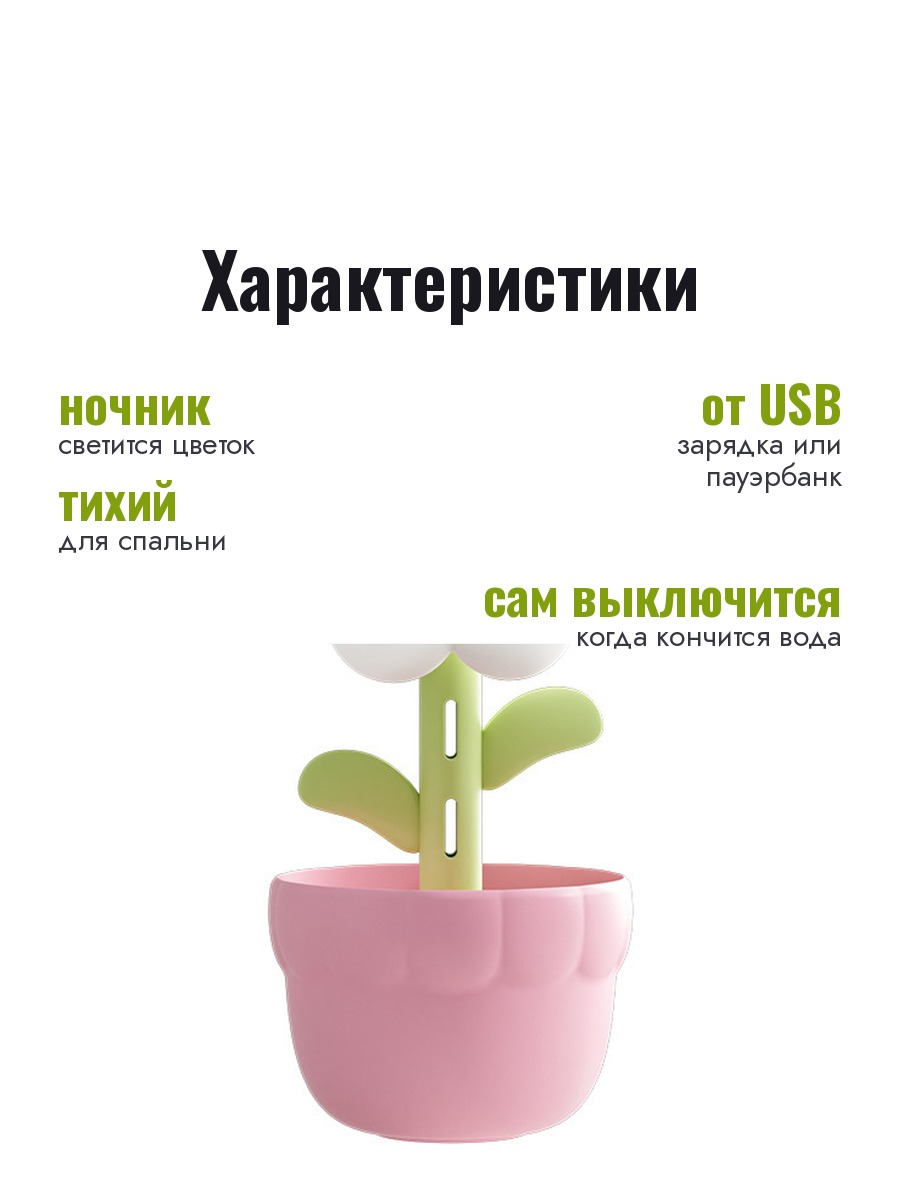 Характеристики
ночник
светится цветок
тихий
для спальни
от USB
зарядка или
пауэрбанк
сам выключится
когда кончится вода